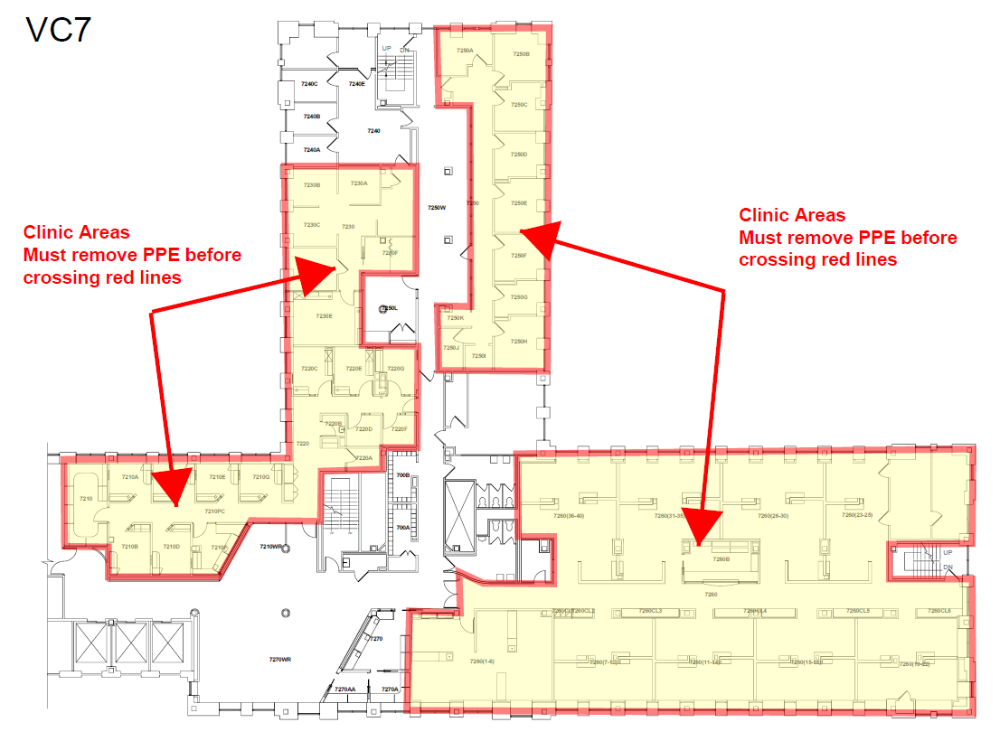 VC7
UP
DN
7250A
7250B
7240C
7240E
7250C
7240B
7240
7240A
7250D
7230B
7230A
7250W
7250
7250E
7230C
7230
Clinic Areas
Must remove PPE before
crossing red lines
Clinic Areas
Must remove PPE before
crossing red lines
7250F
7250G
7250L
7230E
7250K
7250H
7250J
7250I
7220C
7220E
7220G
7220B
7220D
7220F
7220
7220A
7210A
7210E
7210G
700B
7210
7210PC
7260(36-40)
7260(31-35)
7260(26-30)
7260(23-25)
700A
7210B
7210D
7210F
7210WR
7260B
UP
DN
7260
7260CL2
7260CL3
7260CL4
7260CL5
7260CL6
7270
7270WR
7260(1-6)
7260(7-10)
7260(11-14)
7260(15-18)
7260(19-22)
7270AA
7270A